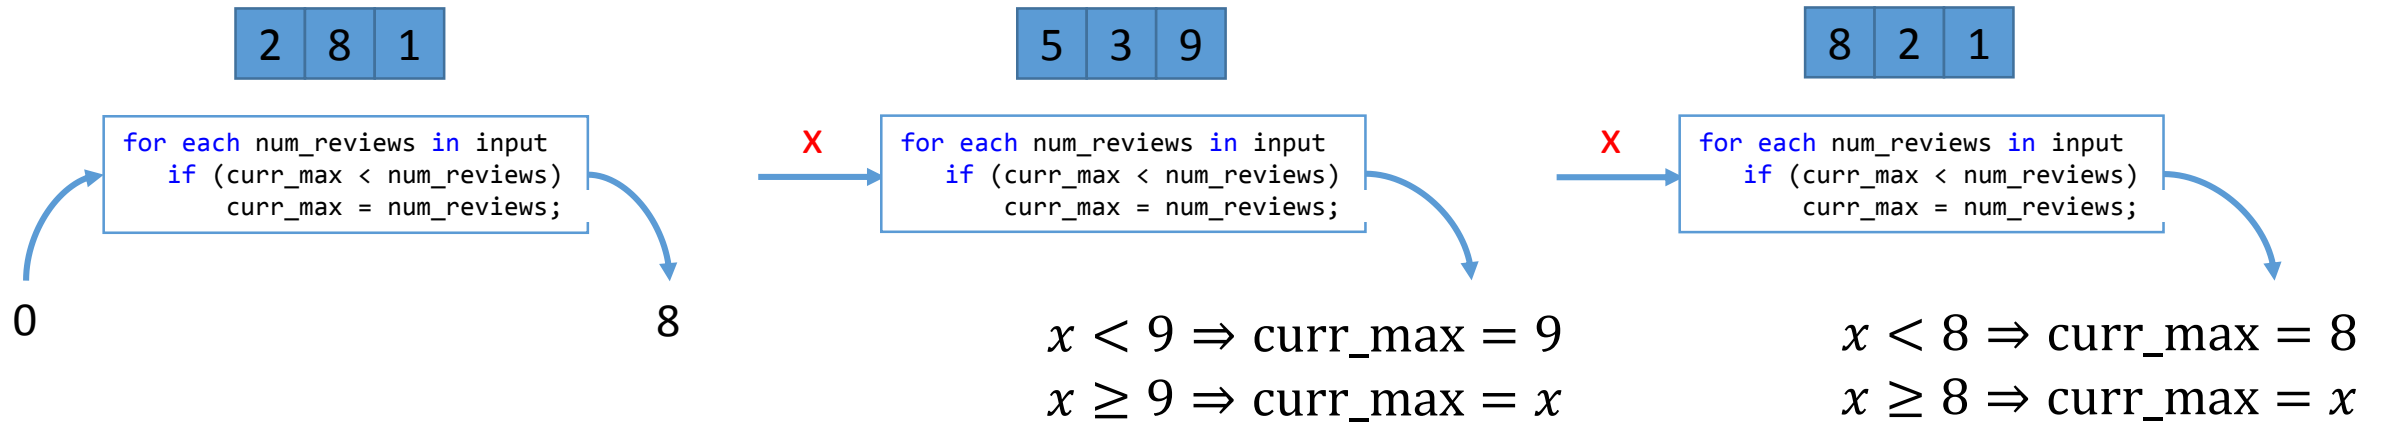 2 8 1
for each num_reviews in input
if (curr_max < num_reviews)
curr_max = num_reviews;
0
8
5 3 9
x
for each num_reviews in input
if (curr_max < num_reviews)
curr_max = num_reviews;
𝑥 < 9 ⇒ curr_max = 9
𝑥 ≥ 9 ⇒ curr_max = 𝑥
8 2 1
x
for each num_reviews in input
if (curr_max < num_reviews)
curr_max = num_reviews;
𝑥 < 8 ⇒ curr_max = 8
𝑥 ≥ 8 ⇒ curr_max = 𝑥